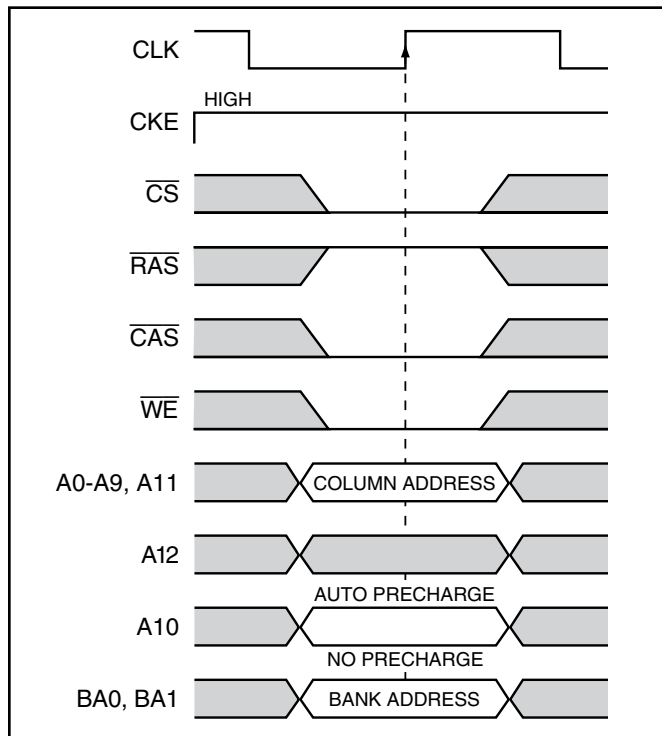 CLK
HIGH
CKE
CS
RAS
CAS
WE
A0-A9, A11 COLUMN ADDRESS
A12
AUTO PRECHARGE
A10
NO PRECHARGE
BA0, BA1 BANK ADDRESS